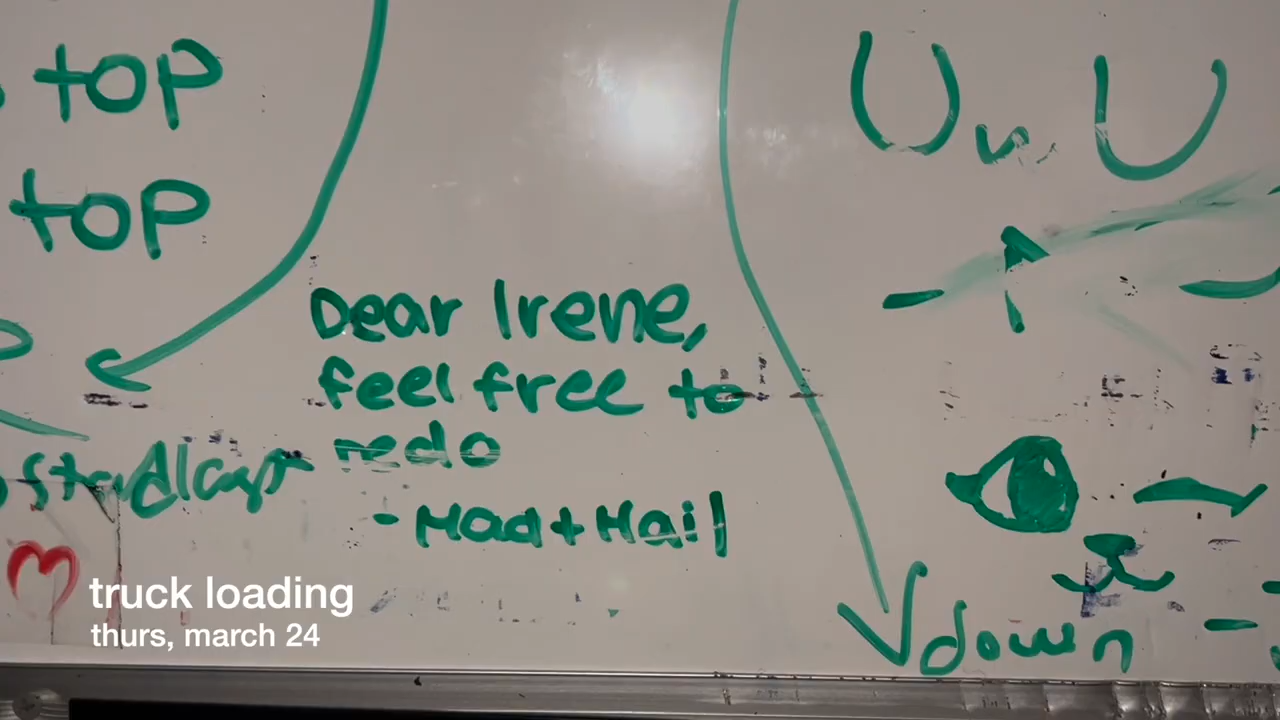 top
top
Dear Irene,
feel free to
redo
- Mad + Hail
down
truck loading
thurs, march 24